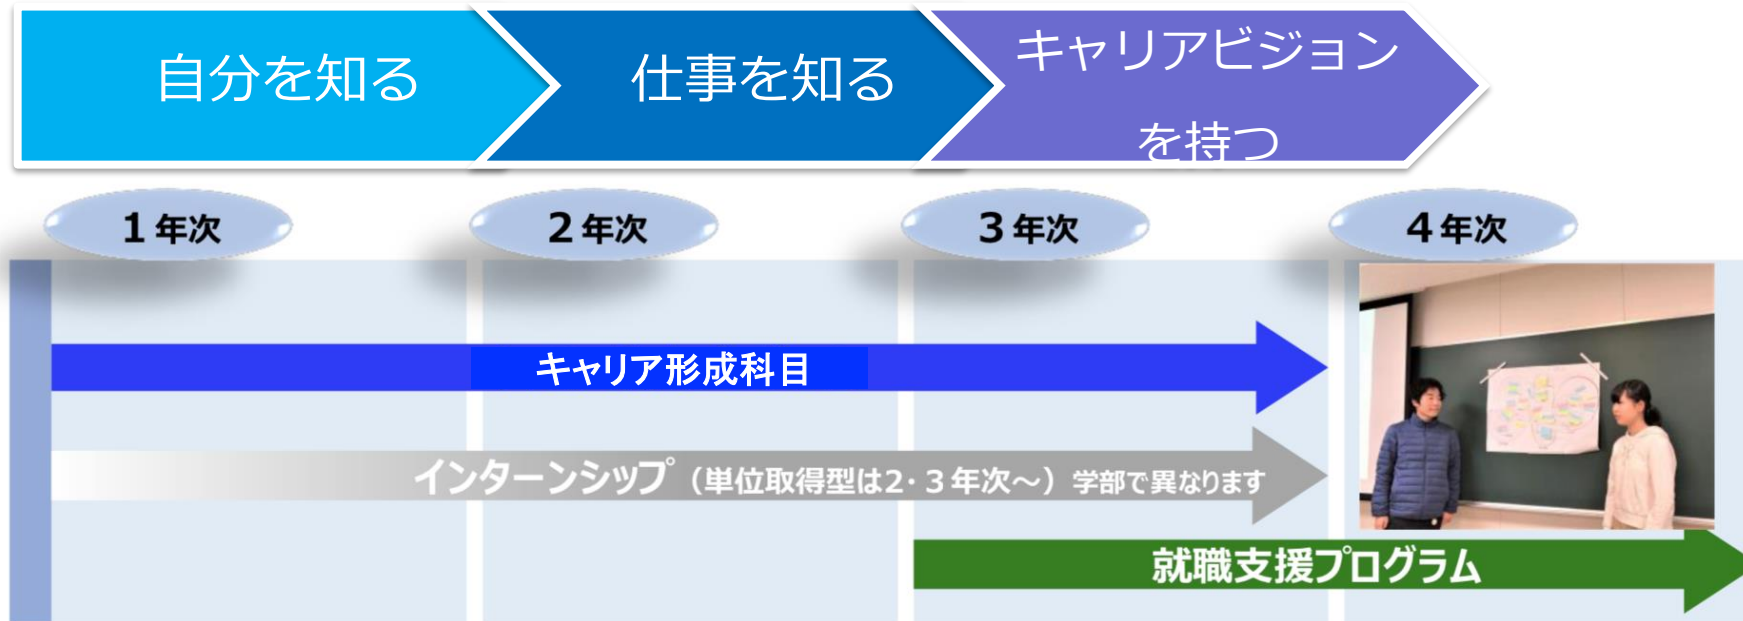 自分を知る
仕事を知る
キャリアビジョン
を持つ
1年次
2年次
3年次
4年次
キャリア形成科目
インターンシップ（単位取得型は2・3年次～）学部で異なります
就職支援プログラム